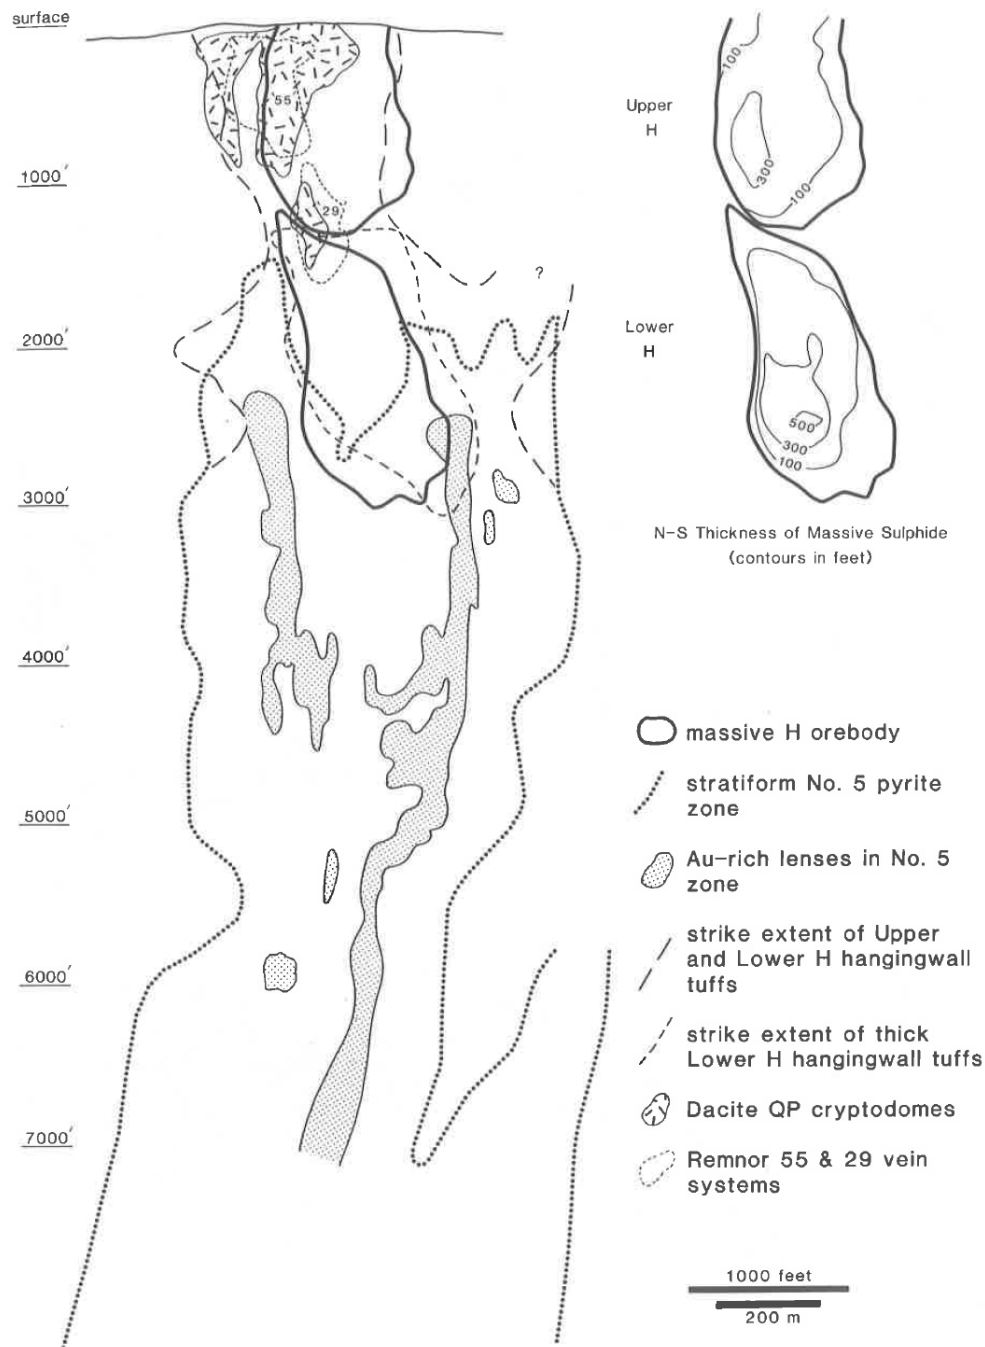 surface
1000'
2000'
3000'
4000'
5000'
6000'
7000'
55
29
?
Upper
H
100
300
100
Lower
H
500
300
100
N-S Thickness of Massive Sulphide
(contours in feet)
massive H orebody
stratiform No. 5 pyrite
zone
Au-rich lenses in No. 5
zone
strike extent of Upper
and Lower H hangingwall
tuffs
strike extent of thick
Lower H hangingwall tuffs
Dacite QP cryptodomes
Remnor 55 & 29 vein
systems
1000 feet
200 m